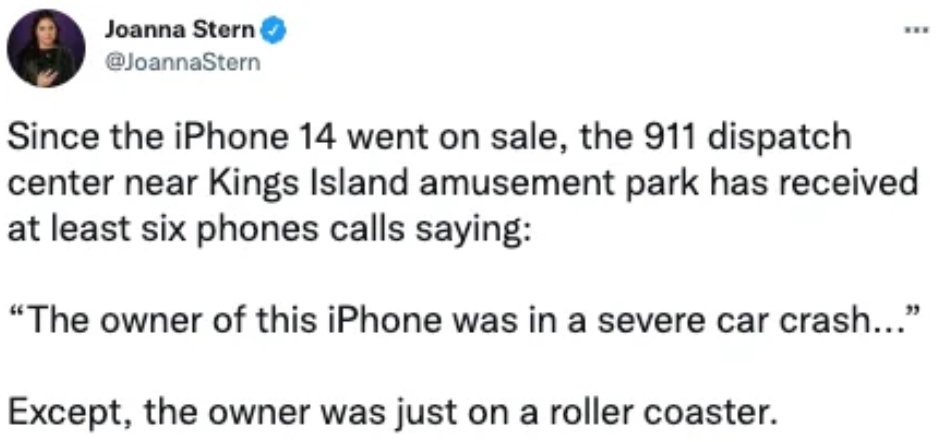 Joanna Stern
@JoannaStern
Since the iPhone 14 went on sale, the 911 dispatch
center near Kings Island amusement park has received
at least six phones calls saying:
“The owner of this iPhone was in a severe car crash...”
Except, the owner was just on a roller coaster.